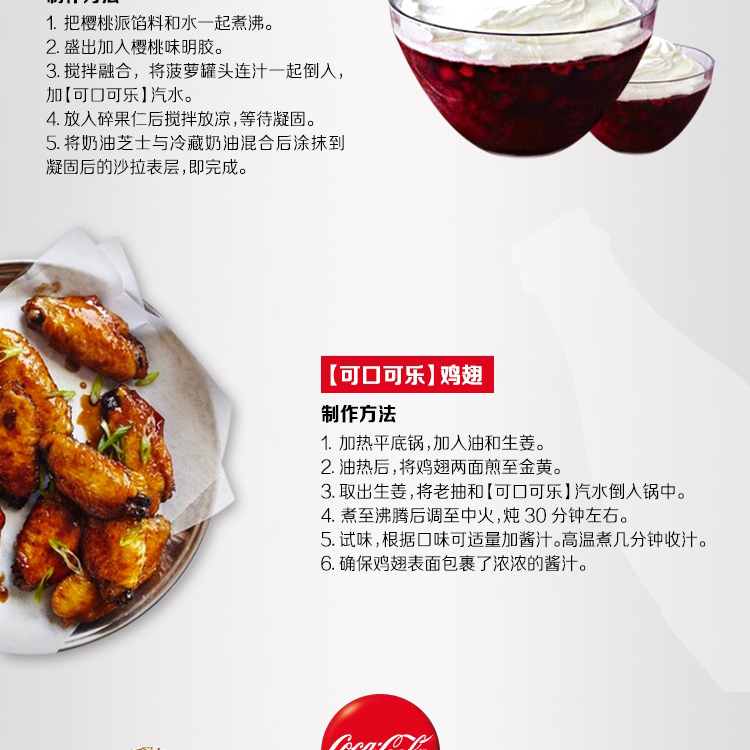 制作方法
1. 把樱桃派馅料和水一起煮沸。
2. 盛出加入樱桃味明胶。
3. 搅拌融合，将菠萝罐头连汁一起倒入，
加【可口可乐】汽水。
4. 放入碎果仁后搅拌放凉，等待凝固。
5. 将奶油芝士与冷藏奶油混合后涂抹到
凝固后的沙拉表层，即完成。
【可口可乐】鸡翅
制作方法
1. 加热平底锅，加入油和生姜。
2. 油热后，将鸡翅两面煎至金黄。
3. 取出生姜，将老抽和【可口可乐】汽水倒入锅中。
4. 煮至沸腾后调至中火，炖 30 分钟左右。
5. 试味，根据口味可适量加酱汁。高温煮几分钟收汁。
6. 确保鸡翅表面包裹了浓浓的酱汁。
Coca-Cola